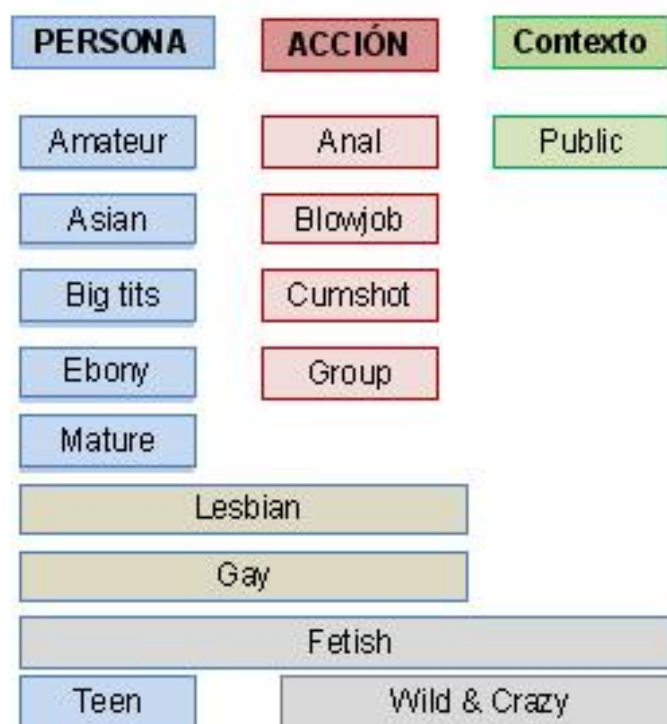 PERSONA ACCIÓN Contexto
Amateur Anal Public
Asian Blowjob
Big tits Cumshot
Ebony Group
Mature
Lesbian
Gay
Fetish
Teen Wild & Crazy